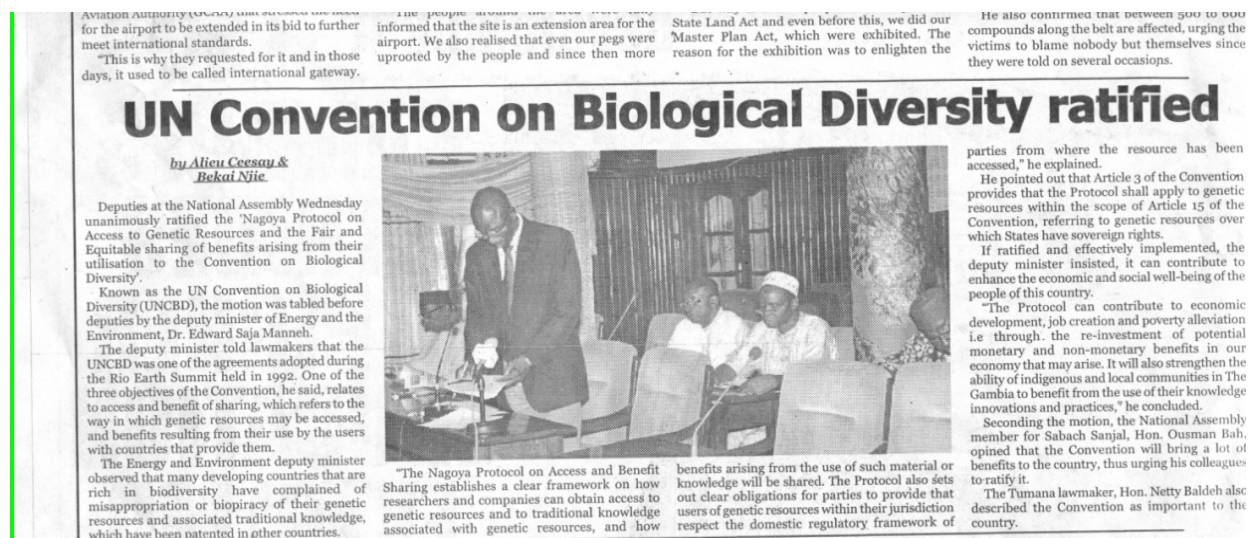 Aviation Authority (GCAA) that stressed the need
for the airport to be extended in its bid to further
meet international standards.
“This is why they requested for it and in those
days, it used to be called international gateway.
The people around the area were fully
informed that the site is an extension area for the
airport. We also realised that even our pegs were
uprooted by the people and since then more
State Land Act and even before this, we did our
Master Plan Act, which were exhibited. The
reason for the exhibition was to enlighten the
He also confirmed that between 500 to 600
compounds along the belt are affected, urging the
victims to blame nobody but themselves since
they were told on several occasions.
UN Convention on Biological Diversity ratified
by Alieu Ceesay &
Bekai Njie
Deputies at the National Assembly Wednesday
unanimously ratified the ‘Nagoya Protocol on
Access to Genetic Resources and the Fair and
Equitable sharing of benefits arising from their
utilisation to the Convention on Biological
Diversity’.
Known as the UN Convention on Biological
Diversity (UNCBD), the motion was tabled before
deputies by the deputy minister of Energy and the
Environment, Dr. Edward Saja Manneh.
The deputy minister told lawmakers that the
UNCBD was one of the agreements adopted during
the Rio Earth Summit held in 1992. One of the
three objectives of the Convention, he said, relates
to access and benefit of sharing, which refers to the
way in which genetic resources may be accessed,
and benefits resulting from their use by the users
with countries that provide them.
The Energy and Environment deputy minister
observed that many developing countries that are
rich in biodiversity have complained of
misappropriation or biopiracy of their genetic
resources and associated traditional knowledge,
which have been patented in other countries.
“The Nagoya Protocol on Access and Benefit
Sharing establishes a clear framework on how
researchers and companies can obtain access to
genetic resources and to traditional knowledge
associated with genetic resources, and how
benefits arising from the use of such material or
knowledge will be shared. The Protocol also sets
out clear obligations for parties to provide that
users of genetic resources within their jurisdiction
respect the domestic regulatory framework of
parties from where the resource has been
accessed,” he explained.
He pointed out that Article 3 of the Convention
provides that the Protocol shall apply to genetic
resources within the scope of Article 15 of the
Convention, referring to genetic resources over
which States have sovereign rights.
If ratified and effectively implemented, the
deputy minister insisted, it can contribute to
enhance the economic and social well-being of the
people of this country.
“The Protocol can contribute to economic
development, job creation and poverty alleviation
i.e through. the re-investment of potential
monetary and non-monetary benefits in our
economy that may arise. It will also strengthen the
ability of indigenous and local communities in The
Gambia to benefit from the use of their knowledge
innovations and practices,” he concluded.
Seconding the motion, the National Assembly
member for Sabach Sanjal, Hon. Ousman Bah,
opined that the Convention will bring a lot of
benefits to the country, thus urging his colleagues
to ratify it.
The Tumana lawmaker, Hon. Netty Baldeh also
described the Convention as important to the
country.